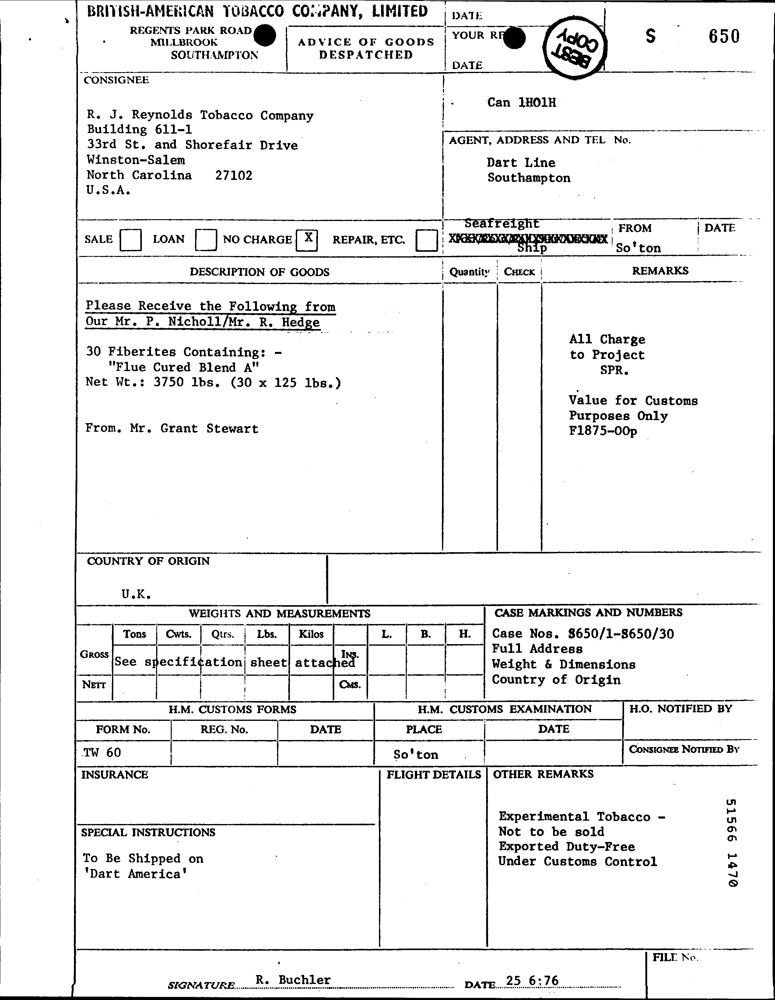 BRITISH-AMERICAN TOBACCO COMPANY, LIMITED
REGENTS PARK ROAD
MILLBROOK
SOUTHAMPTON
ADVICE OF GOODS
DESPATCHED
DATE
YOUR RE
DATE
BEST
COPY
S 650
CONSIGNEE
R. J. Reynolds Tobacco Company
Building 611-1
33rd St. and Shorefair Drive
Winston-Salem
North Carolina 27102
U.S.A.
Can 1H01H
AGENT, ADDRESS AND TEL No.
Dart Line
Southampton
SALE
LOAN
NO CHARGE X
REPAIR, ETC.
Seafreight
Ship
FROM
So'ton
DATE
DESCRIPTION OF GOODS
Quantity
CHECK
REMARKS
Please Receive the Following from
Our Mr. P. Nicholl/Mr. R. Hedge
30 Fiberites Containing: -
"Flue Cured Blend A"
Net Wt.: 3750 lbs. (30 x 125 lbs.)
From. Mr. Grant Stewart
All Charge
to Project
SPR.
Value for Customs
Purposes Only
F1875-00p
COUNTRY OF ORIGIN
U.K.
WEIGHTS AND MEASUREMENTS
Tons Cwts. Qtrs. Lbs. Kilos L. B. H.
GROSS
See specification sheet attached
INS.
NETT
CMS.
CASE MARKINGS AND NUMBERS
Case Nos. S650/1-S650/30
Full Address
Weight & Dimensions
Country of Origin
H.M. CUSTOMS FORMS
H.M. CUSTOMS EXAMINATION
H.O. NOTIFIED BY
FORM No. REG. No. DATE PLACE DATE
TW 60
So'ton
CONSIGNEE NOTIFIED BY
INSURANCE
FLIGHT DETAILS
OTHER REMARKS
Experimental Tobacco -
Not to be sold
Exported Duty-Free
Under Customs Control
SPECIAL INSTRUCTIONS
To Be Shipped on
'Dart America'
51566 1470
FILE No.
SIGNATURE R. Buchler
DATE 25 6:76